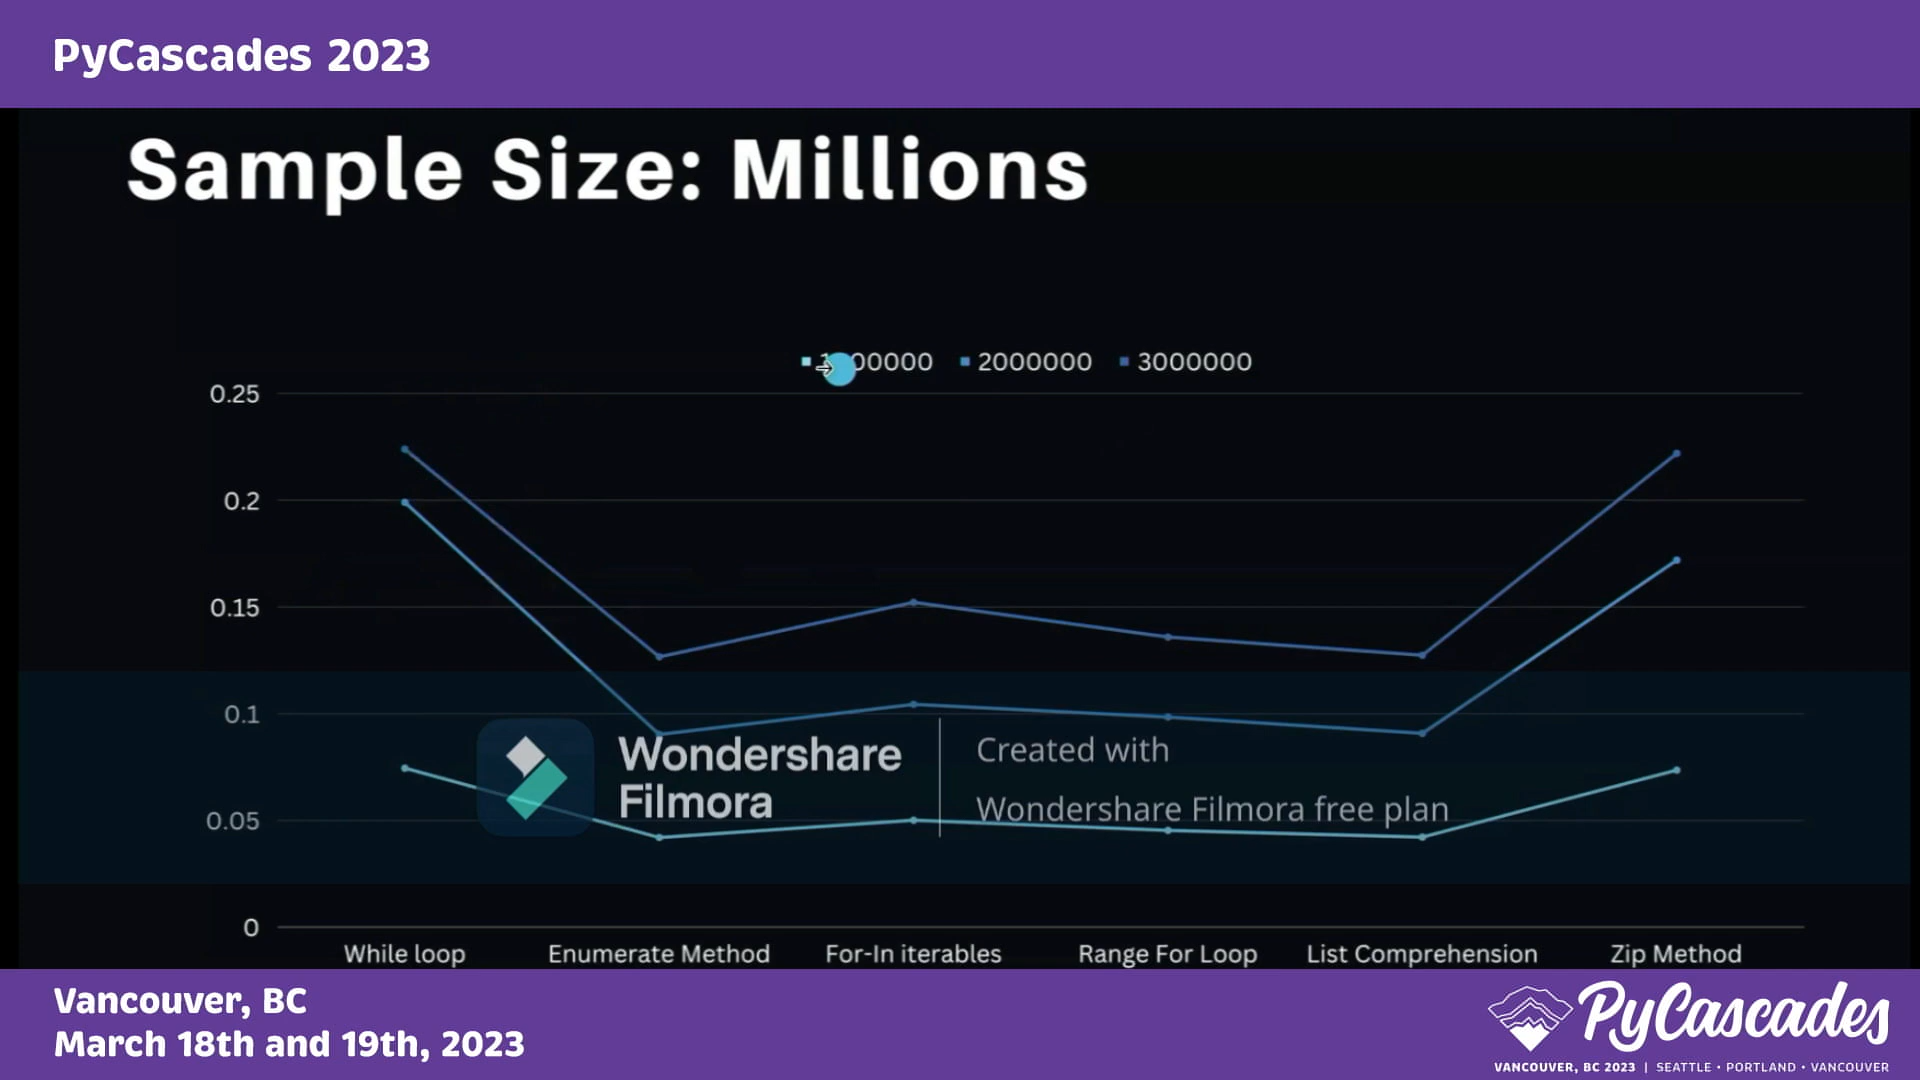 PyCascades 2023
Sample Size: Millions
2000000 3000000
0.25
0.2
0.15
0.1
0.05
0
Wondershare
Filmora
Created with
Wondershare Filmora free plan
While loop Enumerate Method For-In iterables Range For Loop List Comprehension Zip Method
Vancouver, BC
March 18th and 19th, 2023
PyCascades
VANCOUVER, BC 2023 | SEATTLE • PORTLAND • VANCOUVER